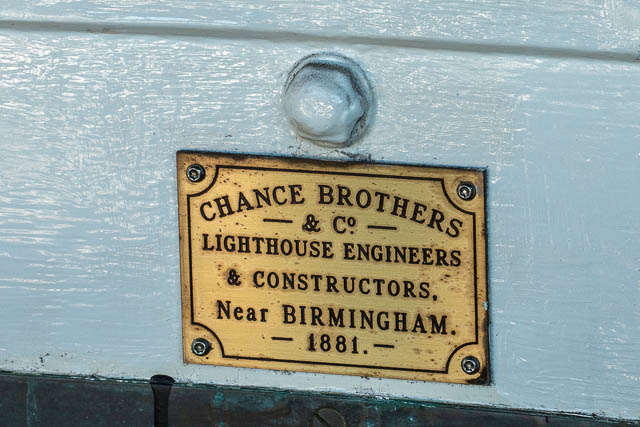 CHANCE BROTHERS
— & Cº —
LIGHTHOUSE ENGINEERS
& CONSTRUCTORS,
Near BIRMINGHAM.
— 1881. —